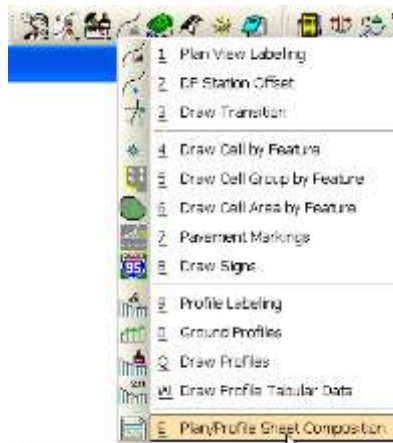 1 Plan View Labeling
2 DP Station Offset
3 Draw Transition
4 Draw Cell by Feature
5 Draw Cell Group by Feature
6 Draw Cell Area by Feature
7 Pavement Markings
95
8 Draw Signs
9 Profile Labeling
0 Ground Profiles
Q Draw Profiles
W Draw Profile Tabular Data
E Plan/Profile Sheet Composition